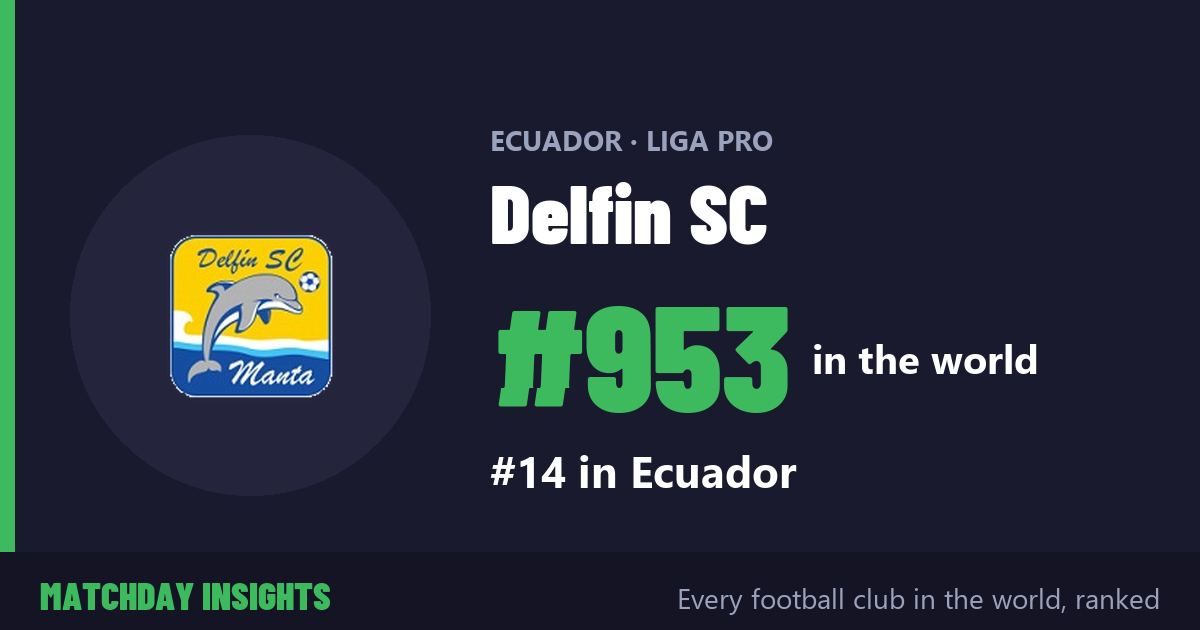 ECUADOR · LIGA PRO
Delfin SC
Delfín SC
Manta
#953 in the world
#14 in Ecuador
MATCHDAY INSIGHTS
Every football club in the world, ranked